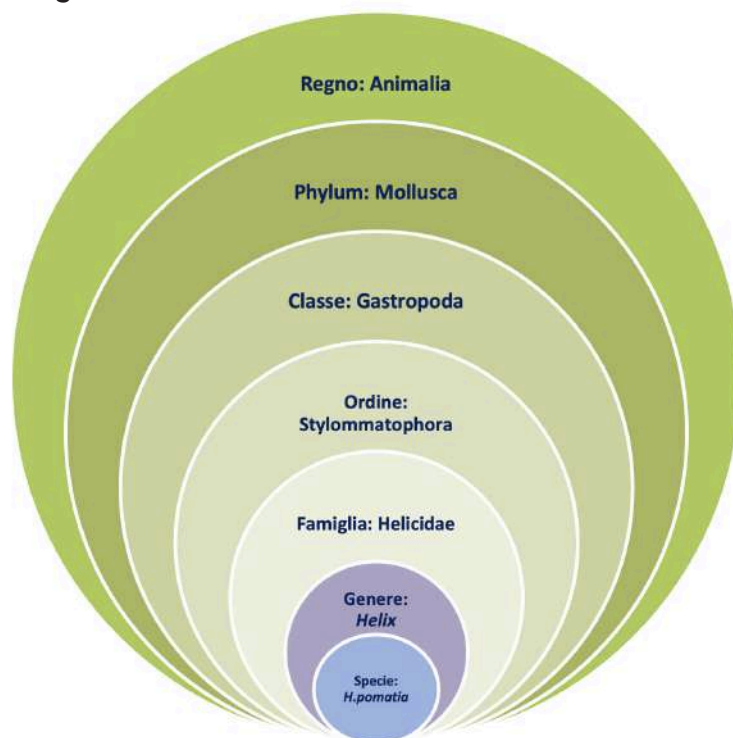 Regno: Animalia
Phylum: Mollusca
Classe: Gastropoda
Ordine:
Stylommatophora
Famiglia: Helicidae
Genere:
Helix
Specie:
H.pomatia